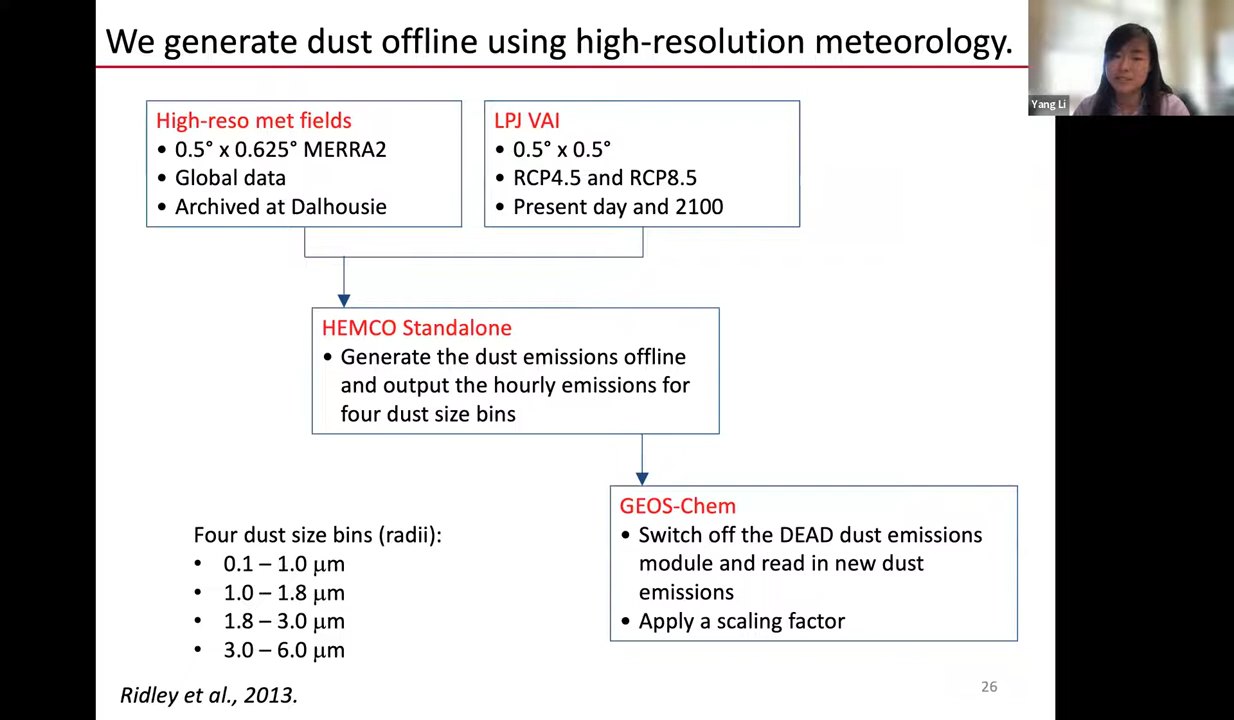 We generate dust offline using high-resolution meteorology.
Yang Li
High-reso met fields
• 0.5° x 0.625° MERRA2
• Global data
• Archived at Dalhousie
LPJ VAI
• 0.5° x 0.5°
• RCP4.5 and RCP8.5
• Present day and 2100
HEMCO Standalone
• Generate the dust emissions offline
and output the hourly emissions for
four dust size bins
GEOS-Chem
• Switch off the DEAD dust emissions
module and read in new dust
emissions
• Apply a scaling factor
Four dust size bins (radii):
• 0.1 – 1.0 μm
• 1.0 – 1.8 μm
• 1.8 – 3.0 μm
• 3.0 – 6.0 μm
Ridley et al., 2013.
26